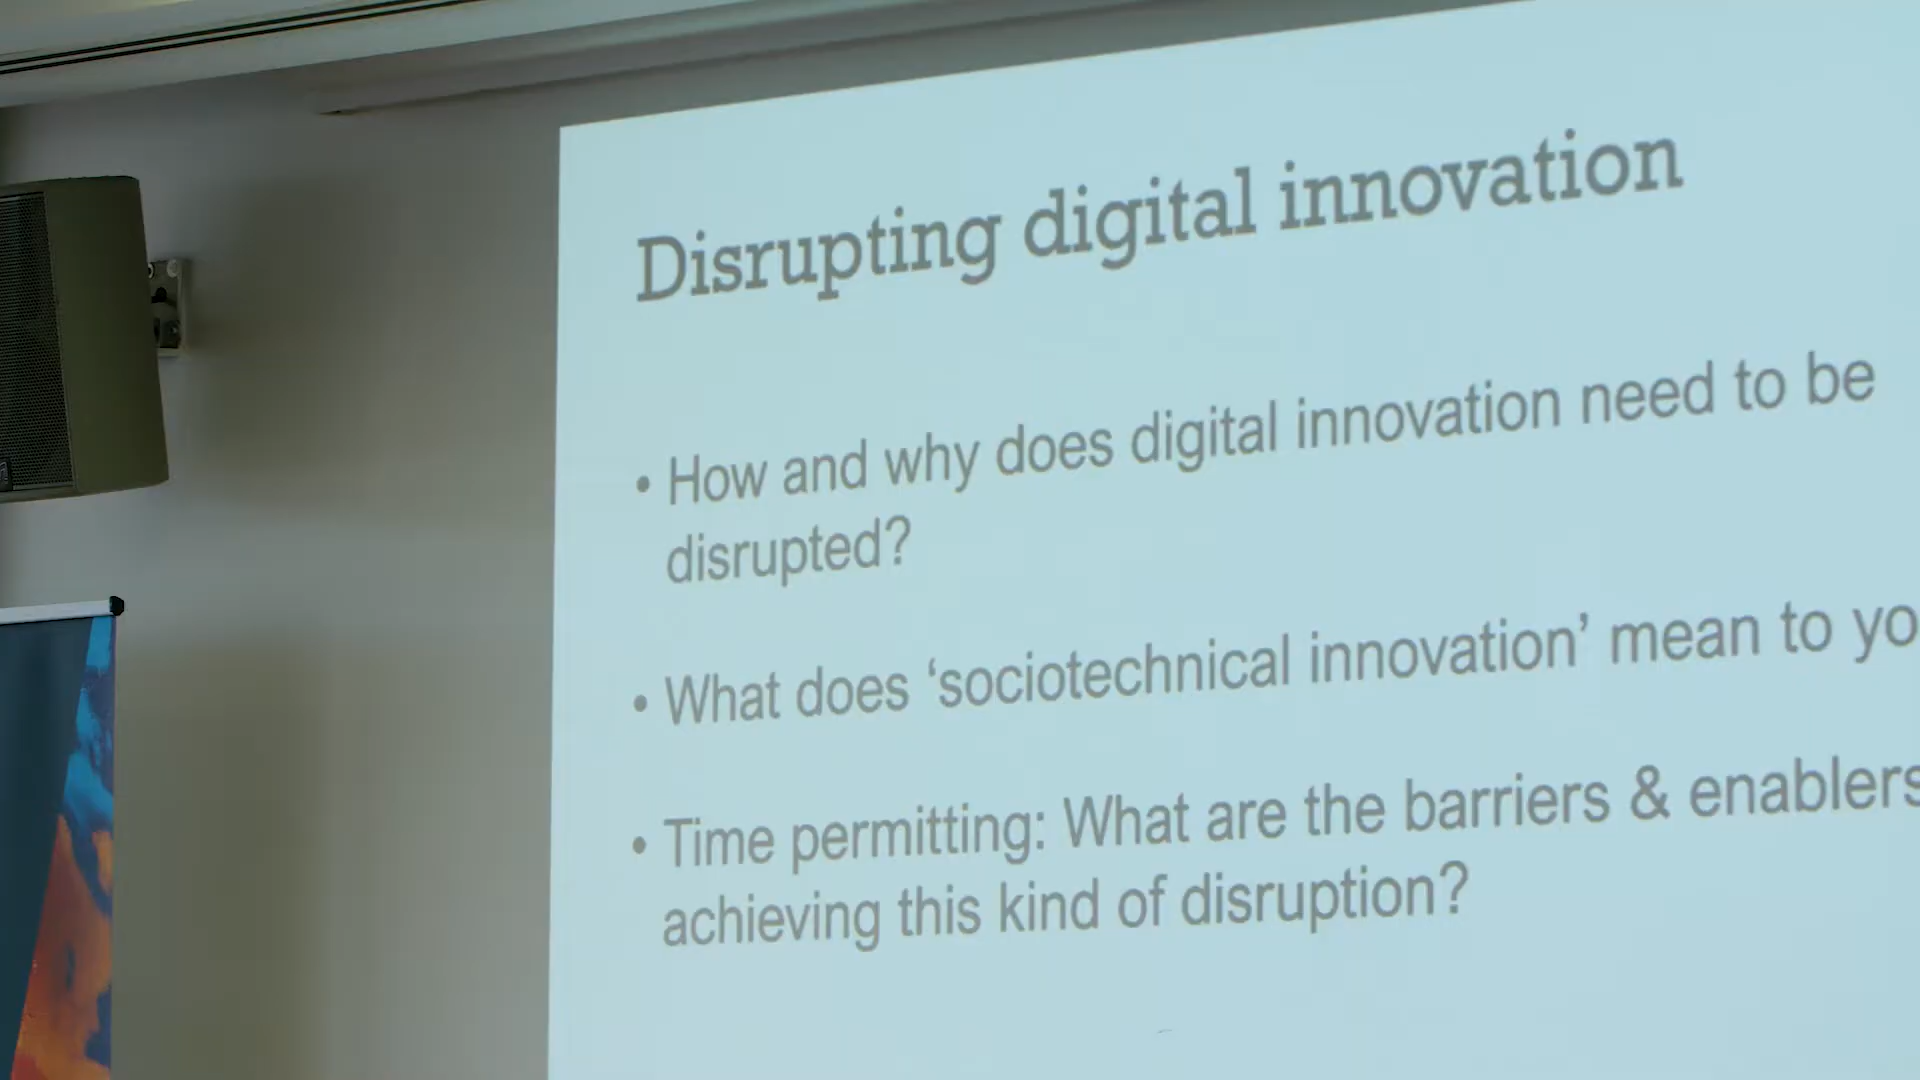 Disrupting digital innovation
• How and why does digital innovation need to be
disrupted?
• What does ‘sociotechnical innovation’ mean to yo
• Time permitting: What are the barriers & enablers
achieving this kind of disruption?